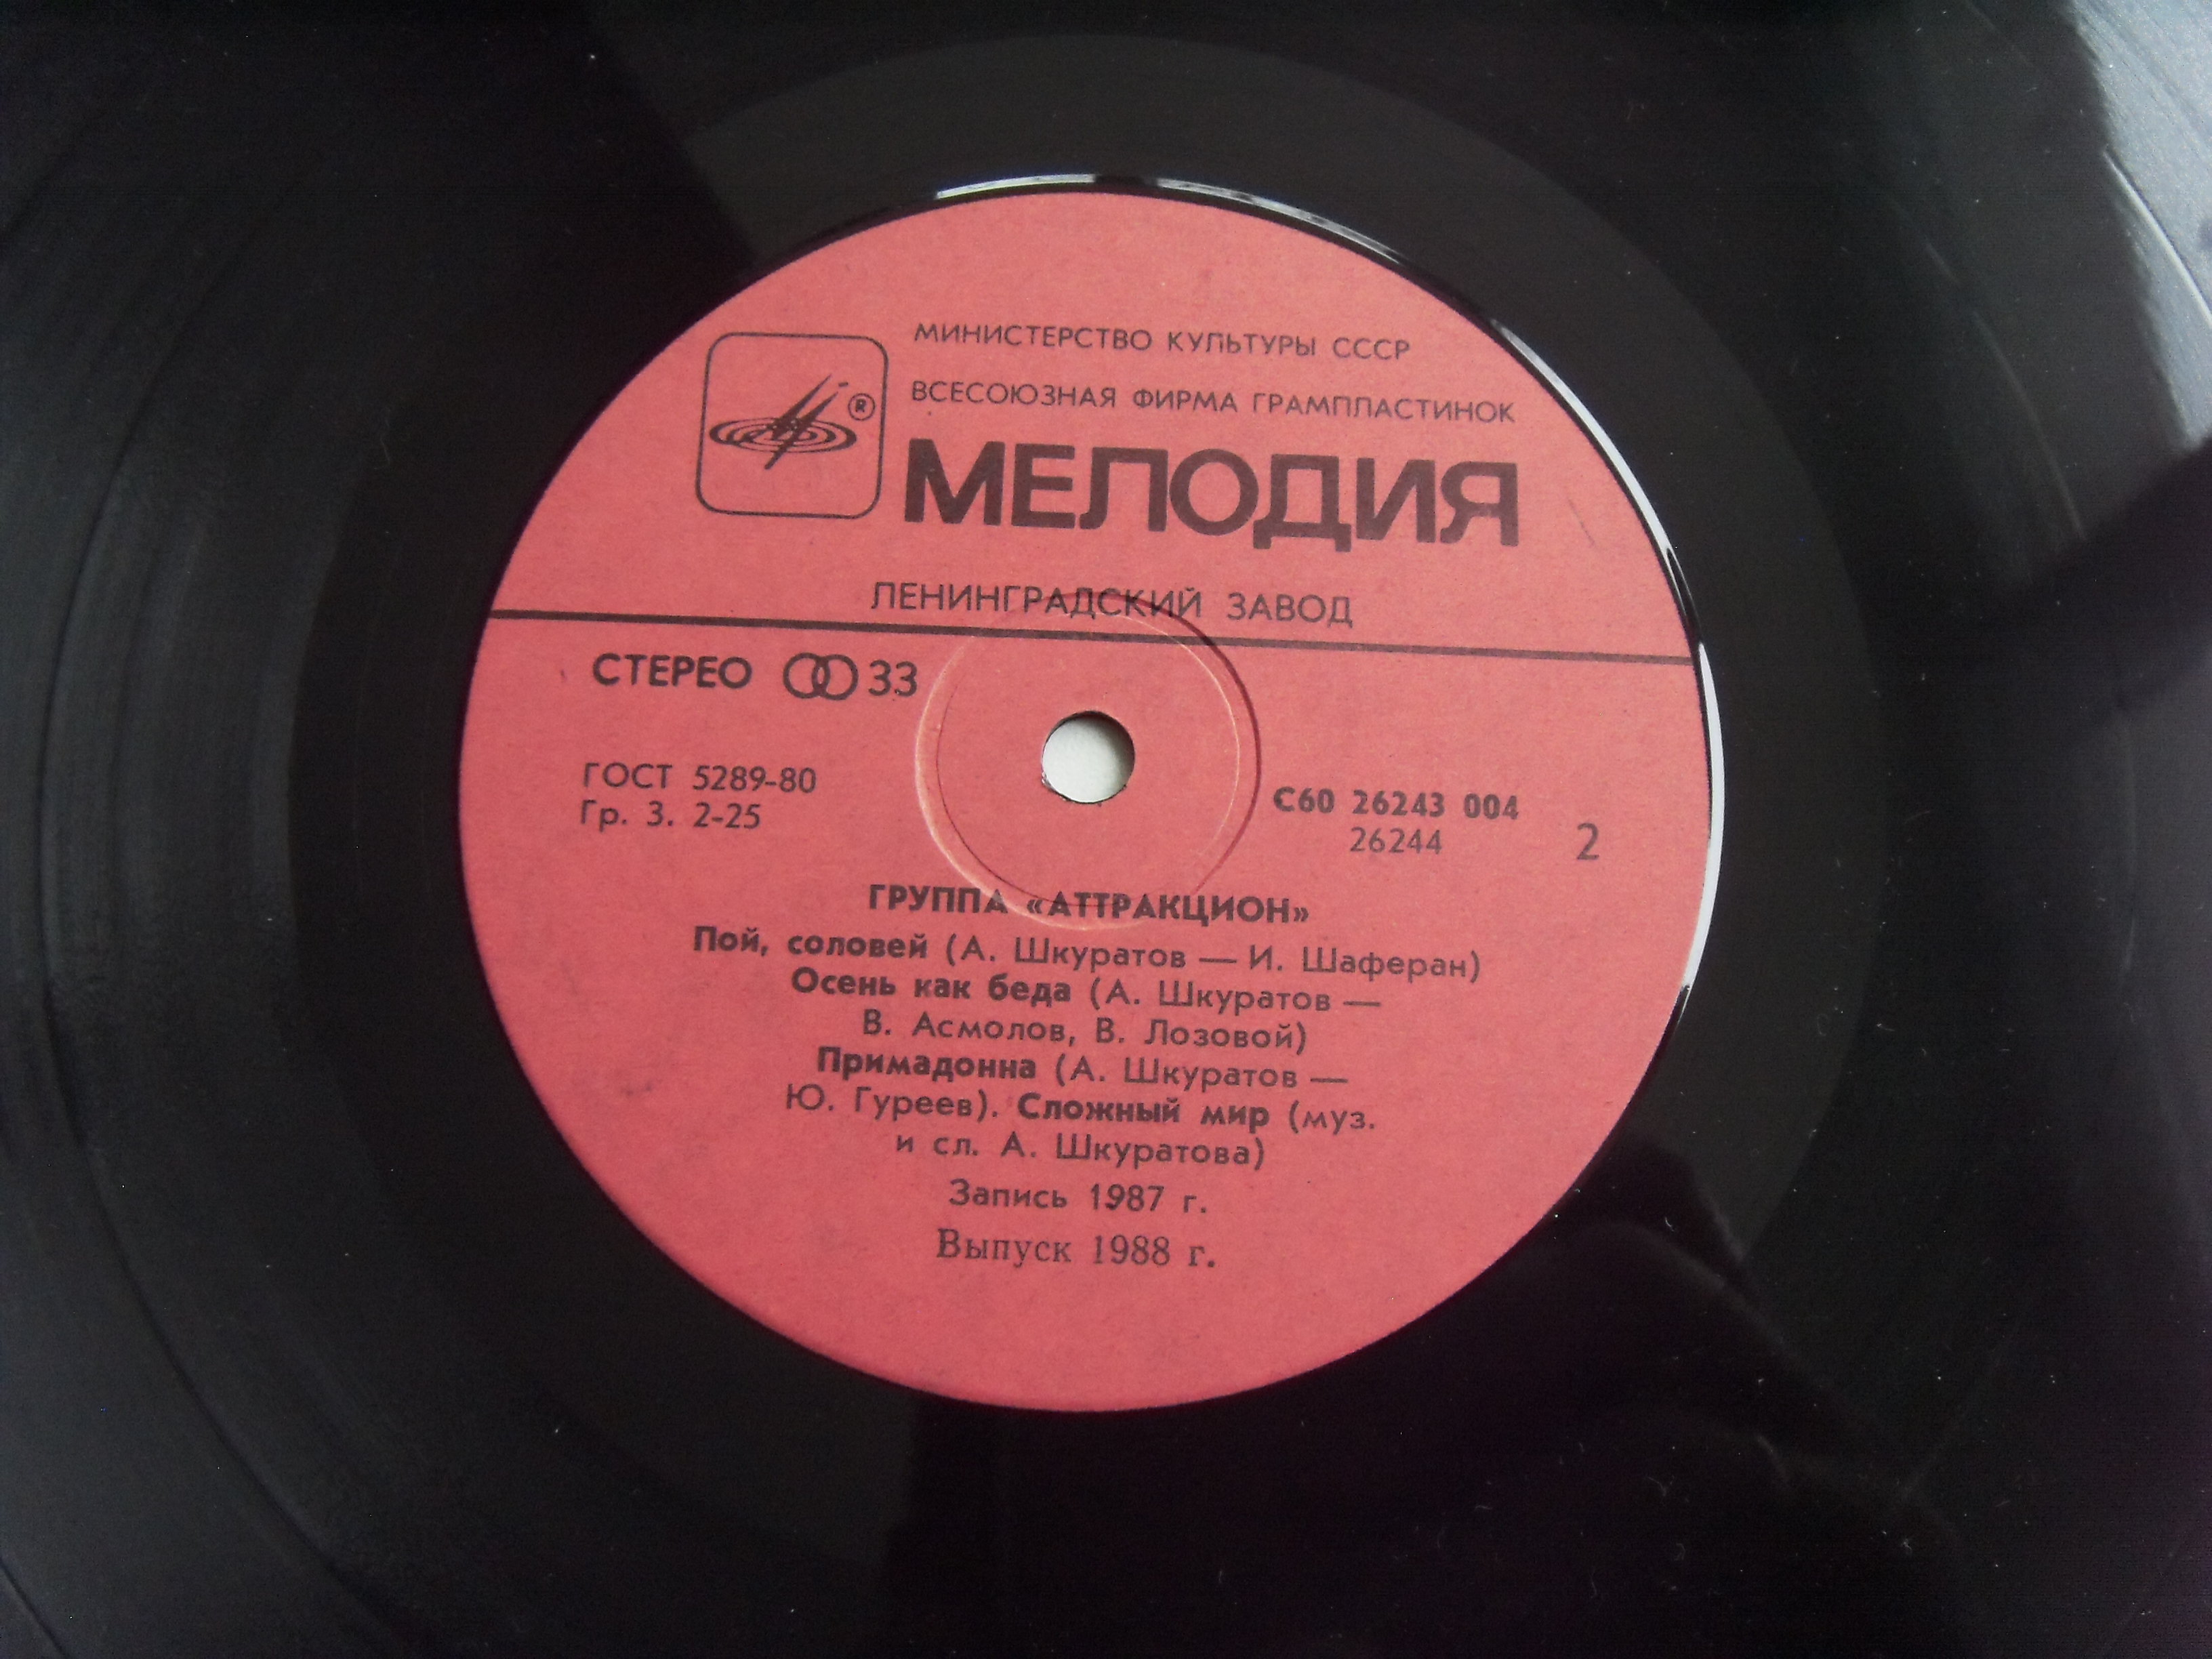 МИНИСТЕРСТВО КУЛЬТУРЫ СССР
ВСЕСОЮЗНАЯ ФИРМА ГРАМПЛАСТИНОК
®
МЕЛОДИЯ
ЛЕНИНГРАДСКИЙ ЗАВОД
СТЕРЕО 33
ГОСТ 5289-80
Гр. 3. 2-25
С60 26243 004
26244
2
ГРУППА «АТТРАКЦИОН»
Пой, соловей (А. Шкуратов — И. Шаферан)
Осень как беда (А. Шкуратов —
В. Асмолов, В. Лозовой)
Примадонна (А. Шкуратов —
Ю. Гуреев). Сложный мир (муз.
и сл. А. Шкуратова)
Запись 1987 г.
Выпуск 1988 г.